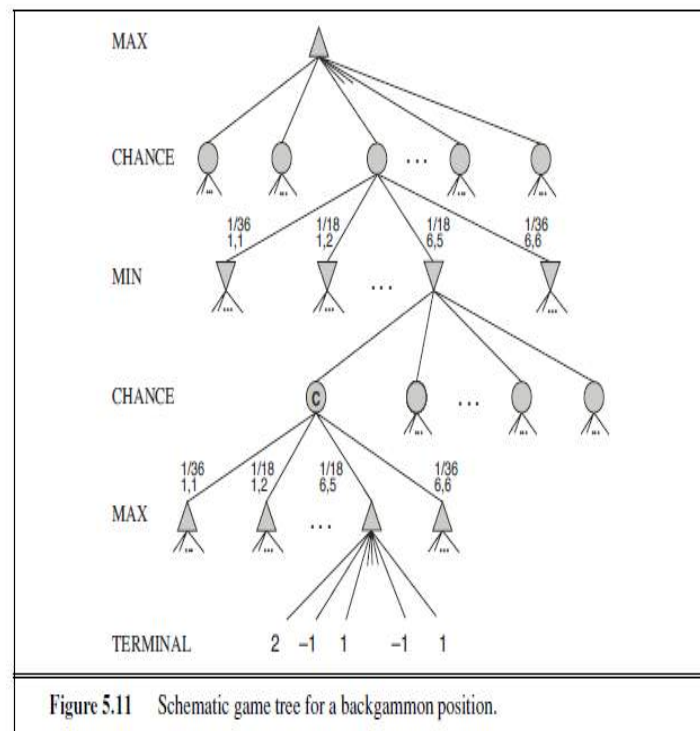 MAX
...
CHANCE
... ... ... ...
1/36 1/18 1/18 1/36
1,1 1,2 6,5 6,6
MIN
...
... ... ...
CHANCE C
...
... ... ...
1/36 1/18 1/18 1/36
1,1 1,2 6,5 6,6
MAX
...
... ... ...
TERMINAL 2 –1 1 –1 1
Figure 5.11 Schematic game tree for a backgammon position.